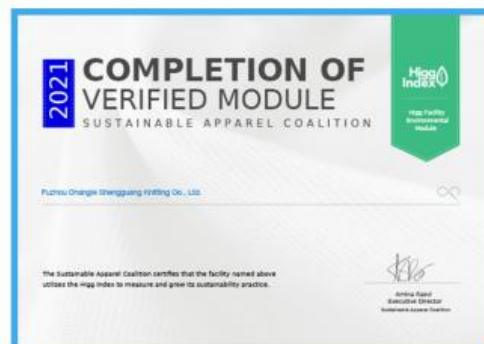 2021
COMPLETION OF
VERIFIED MODULE
SUSTAINABLE APPAREL COALITION
Higg
Index
Higg Facility
Environmental
Module
Fuzhou Changle Shengguang Knitting Co., Ltd.
The Sustainable Apparel Coalition certifies that the facility named above
utilizes the Higg Index to measure and grow its sustainability practice.
Amina Razvi
Executive Director
Sustainable Apparel Coalition